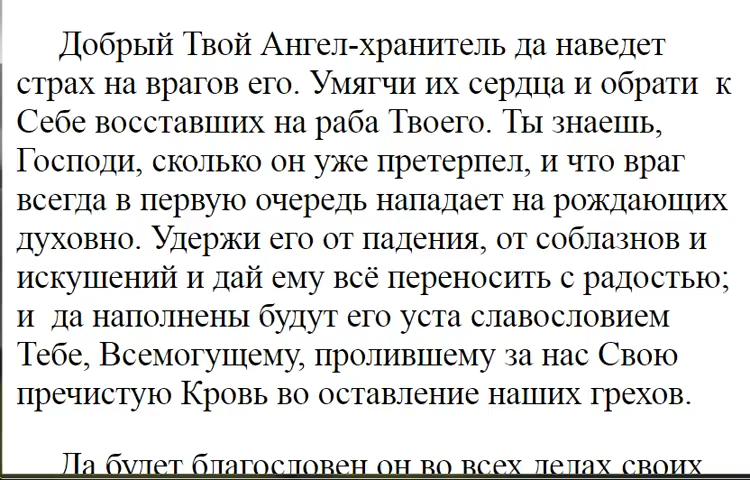 Добрый Твой Ангел-хранитель да наведет
страх на врагов его. Умягчи их сердца и обрати к
Себе восставших на раба Твоего. Ты знаешь,
Господи, сколько он уже претерпел, и что враг
всегда в первую очередь нападает на рождающих
духовно. Удержи его от падения, от соблазнов и
искушений и дай ему всё переносить с радостью;
и да наполнены будут его уста славословием
Тебе, Всемогущему, пролившему за нас Свою
пречистую Кровь во оставление наших грехов.
Да будет благословен он во всех делах своих